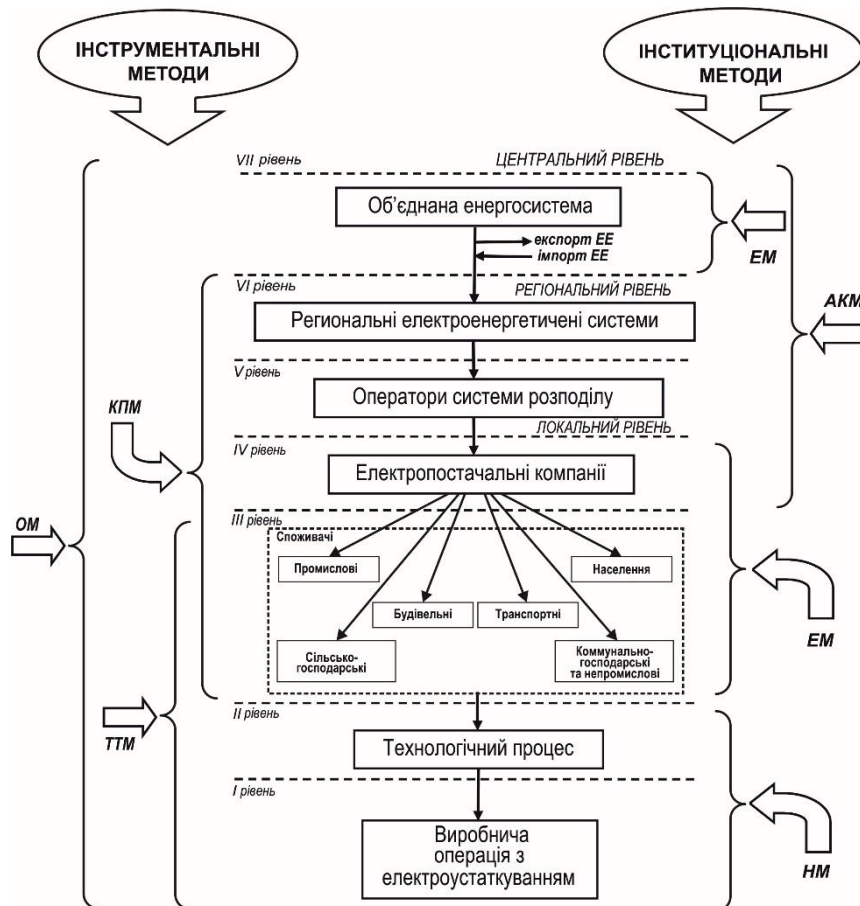 ІНСТРУМЕНТАЛЬНІ
МЕТОДИ
ІНСТИТУЦІОНАЛЬНІ
МЕТОДИ
VII рівень
ЦЕНТРАЛЬНИЙ РІВЕНЬ
Об’єднана енергосистема
експорт ЕЕ
імпорт ЕЕ
ЕМ
VI рівень
РЕГІОНАЛЬНИЙ РІВЕНЬ
АКМ
Региональні електроенергетичені системи
V рівень
Оператори системи розподілу
КПМ
ЛОКАЛЬНИЙ РІВЕНЬ
IV рівень
Електропостачальні компанії
ОМ
III рівень
Споживачі
Промислові
Населення
Будівельні
Транспортні
ЕМ
Сільсько-
господарські
Коммунально-
господарські
та непромислові
II рівень
ТТМ
Технологічний процес
I рівень
Виробнича
операція з
електроустаткуванням
НМ